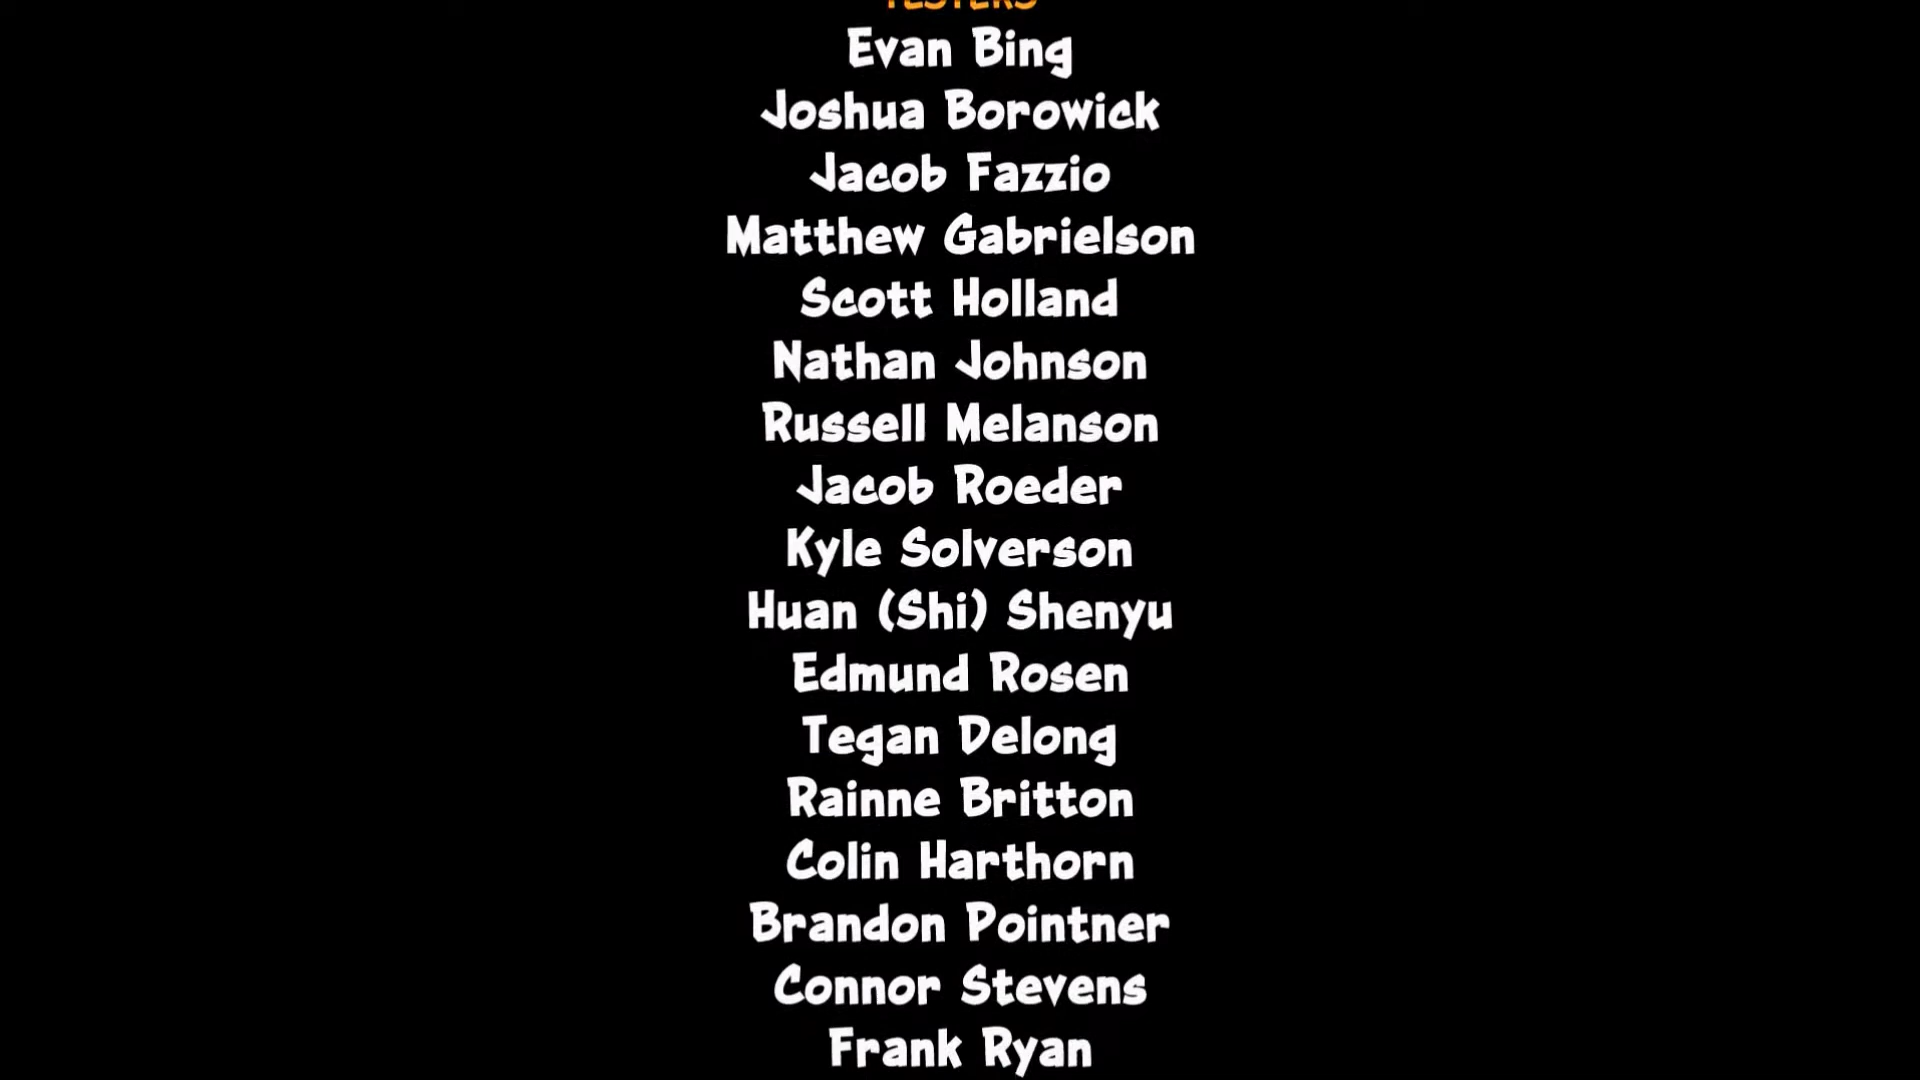 TESTERS
Evan Bing
Joshua Borowick
Jacob Fazzio
Matthew Gabrielson
Scott Holland
Nathan Johnson
Russell Melanson
Jacob Roeder
Kyle Solverson
Huan (Shi) Shenyu
Edmund Rosen
Tegan Delong
Rainne Britton
Colin Harthorn
Brandon Pointner
Connor Stevens
Frank Ryan